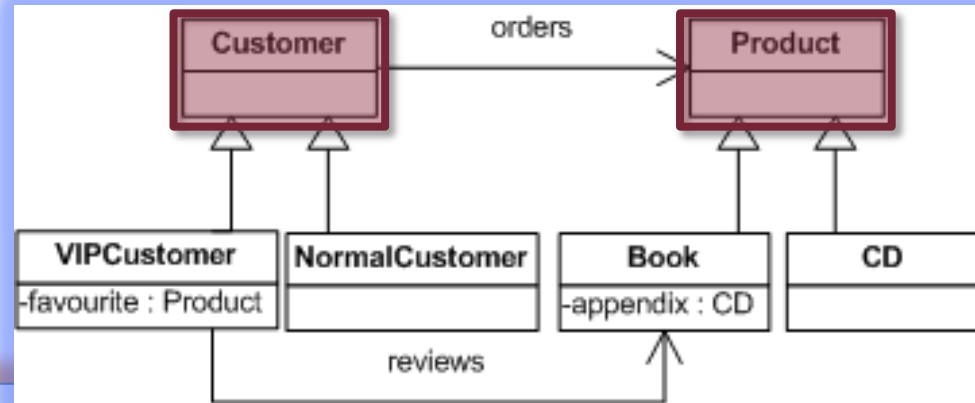 Customer
orders
Product
VIPCustomer
-favourite : Product
NormalCustomer
Book
-appendix : CD
CD
reviews